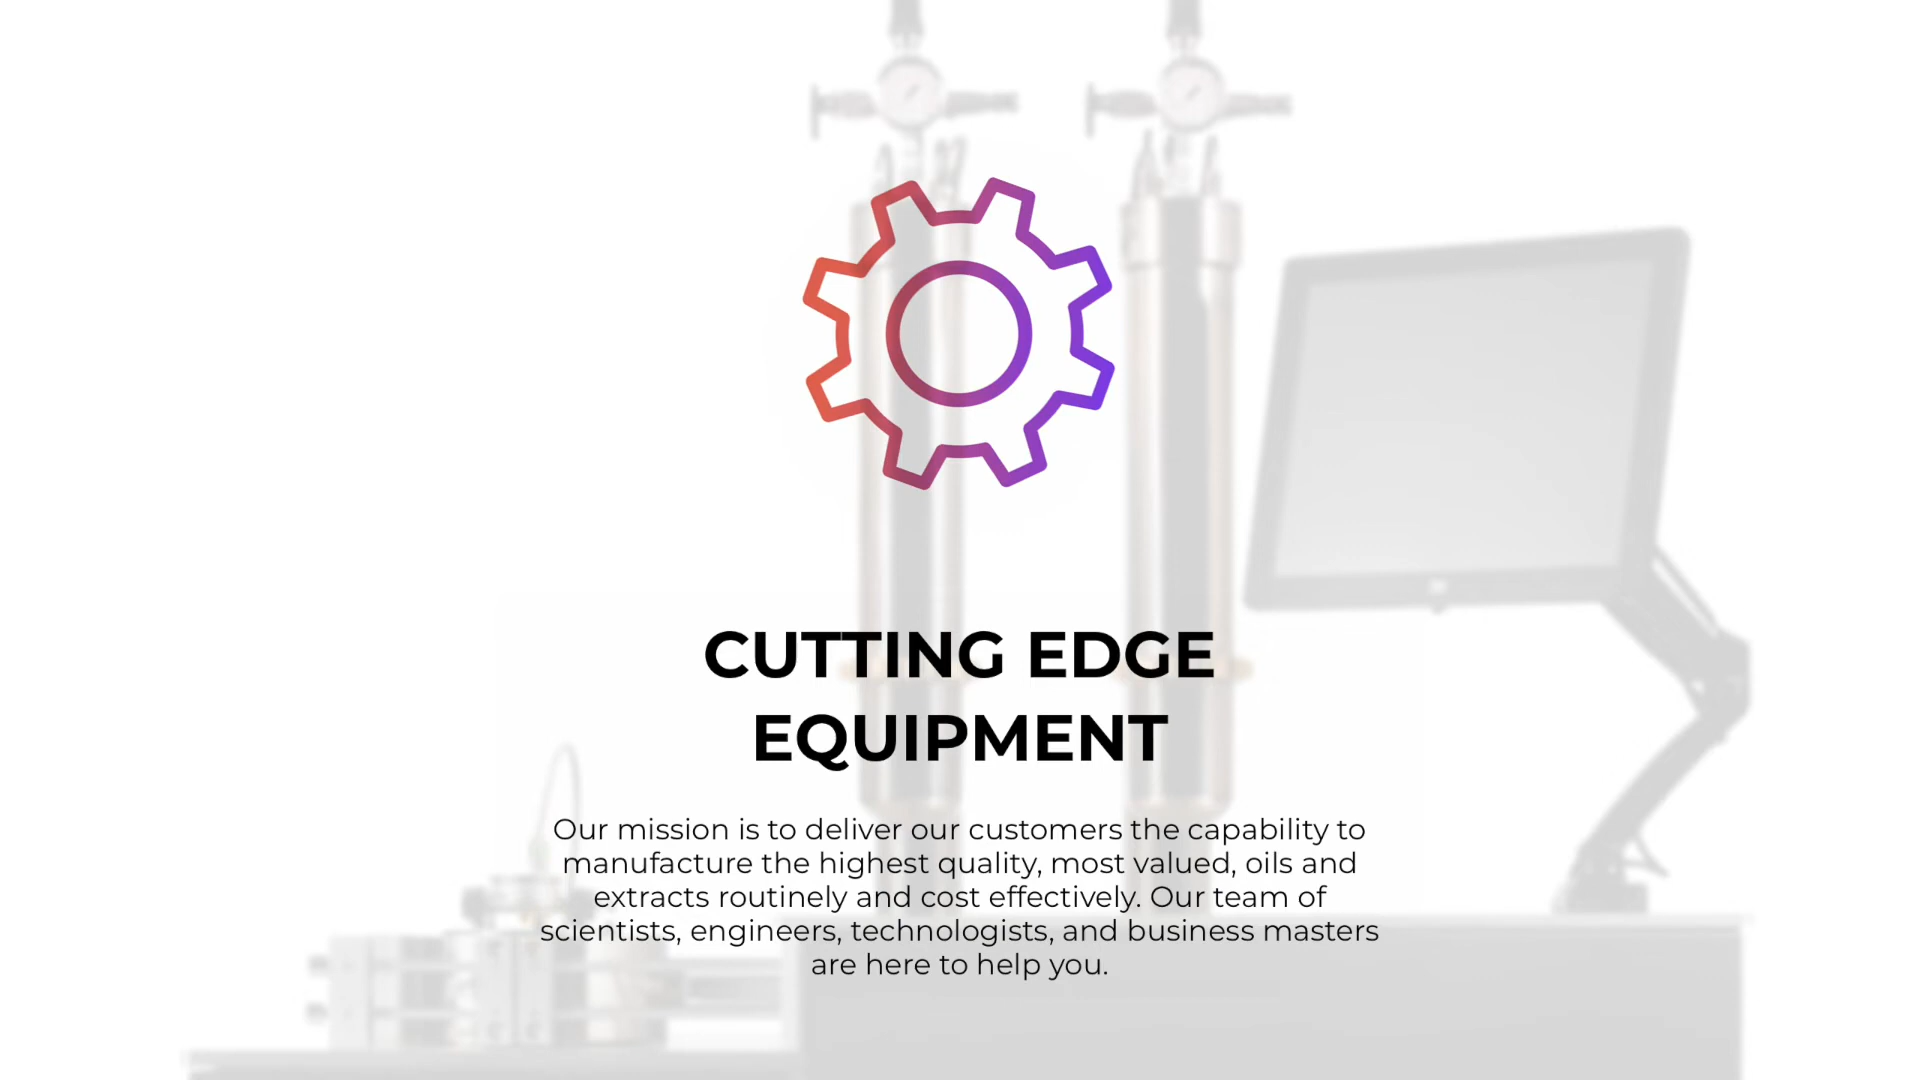 CUTTING EDGE
EQUIPMENT
Our mission is to deliver our customers the capability to
manufacture the highest quality, most valued, oils and
extracts routinely and cost effectively. Our team of
scientists, engineers, technologists, and business masters
are here to help you.